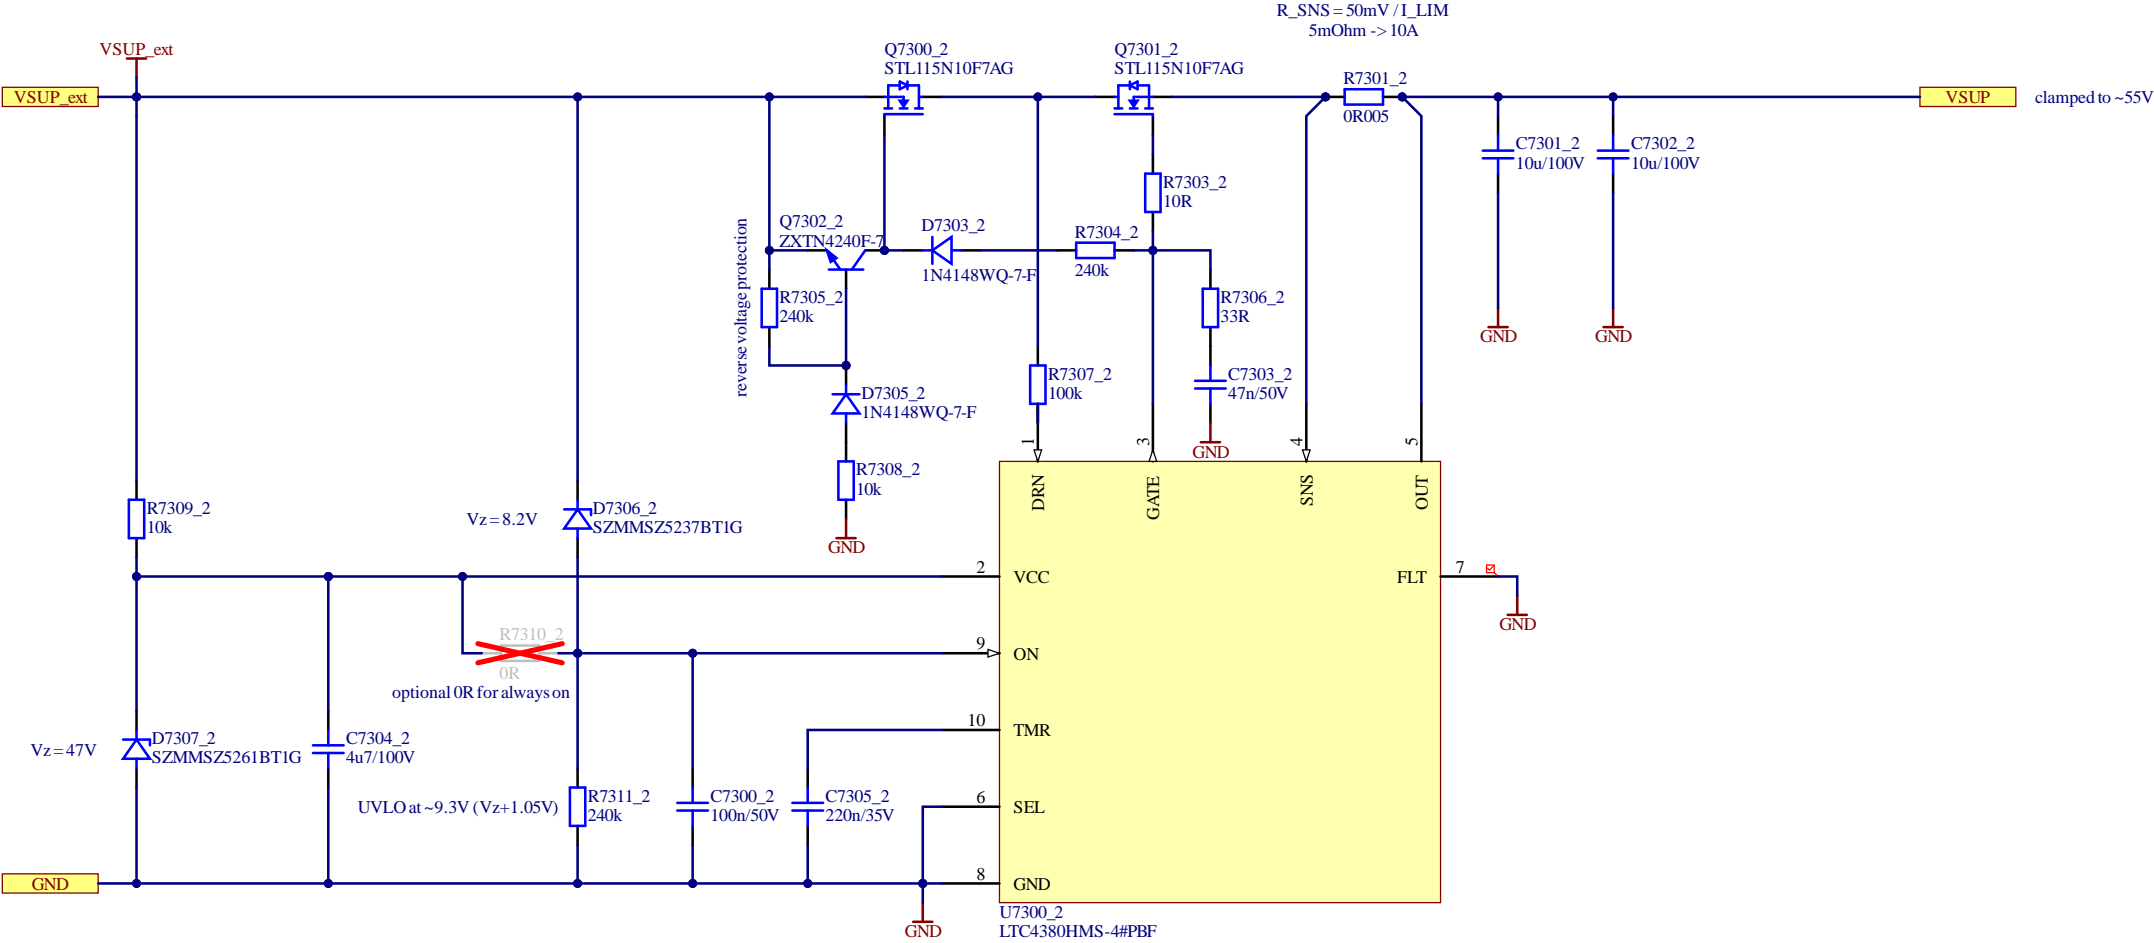 R_SNS = 50mV / I_LIM
5mOhm -> 10A
VSUP_ext
VSUP_ext
Q7300_2
STL115N10F7AG
Q7301_2
STL115N10F7AG
R7301_2
0R005
VSUP
clamped to ~55V
C7301_2
10u/100V
C7302_2
10u/100V
GND
GND
R7303_2
10R
reverse voltage protection
Q7302_2
ZXTN4240F-7
D7303_2
1N4148WQ-7-F
R7304_2
240k
R7305_2
240k
R7306_2
33R
D7305_2
1N4148WQ-7-F
R7307_2
100k
C7303_2
47n/50V
GND
R7308_2
10k
GND
R7309_2
10k
Vz = 8.2V
D7306_2
SZMMSZ5237BT1G
1
DRN
3
GATE
4
SNS
5
OUT
2
VCC
FLT
7
GND
R7310_2
0R
optional 0R for always on
9
ON
10
TMR
Vz = 47V
D7307_2
SZMMSZ5261BT1G
C7304_2
4u7/100V
UVLO at ~9.3V (Vz+1.05V)
R7311_2
240k
C7300_2
100n/50V
C7305_2
220n/35V
6
SEL
GND
8
GND
GND
U7300_2
LTC4380HMS-4#PBF